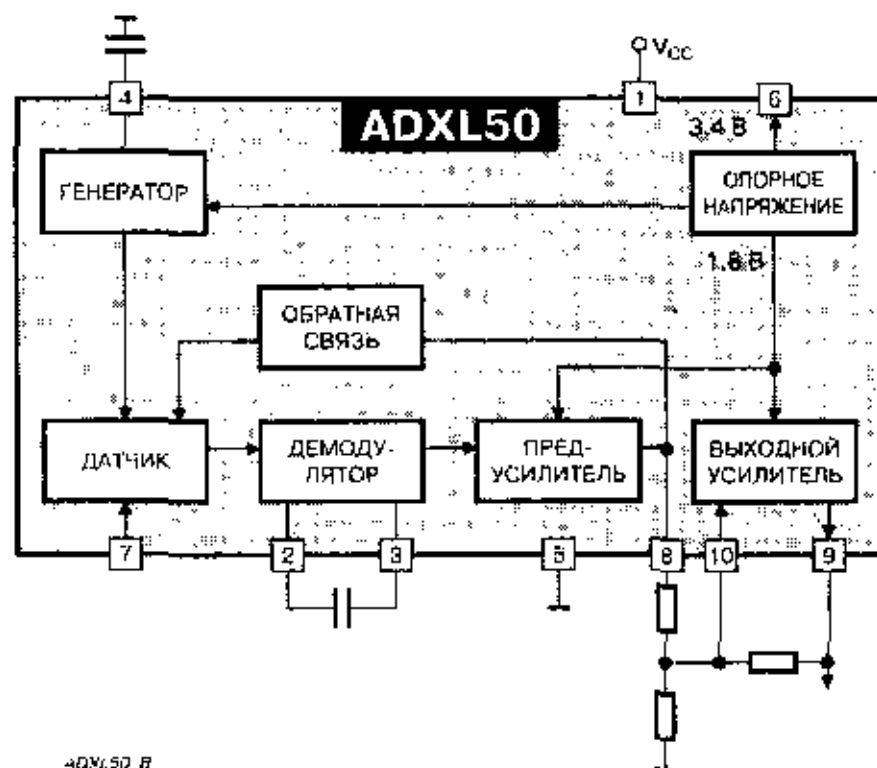 VCC
4
1
6
ADXL50
3.4 В
ГЕНЕРАТОР
ОПОРНОЕ
НАПРЯЖЕНИЕ
1.8 В
ОБРАТНАЯ
СВЯЗЬ
ДАТЧИК
ДЕМОДУ-
ЛЯТОР
ПРЕД-
УСИЛИТЕЛЬ
ВЫХОДНОЙ
УСИЛИТЕЛЬ
7
2
3
5
8
10
9
ADXL50_B